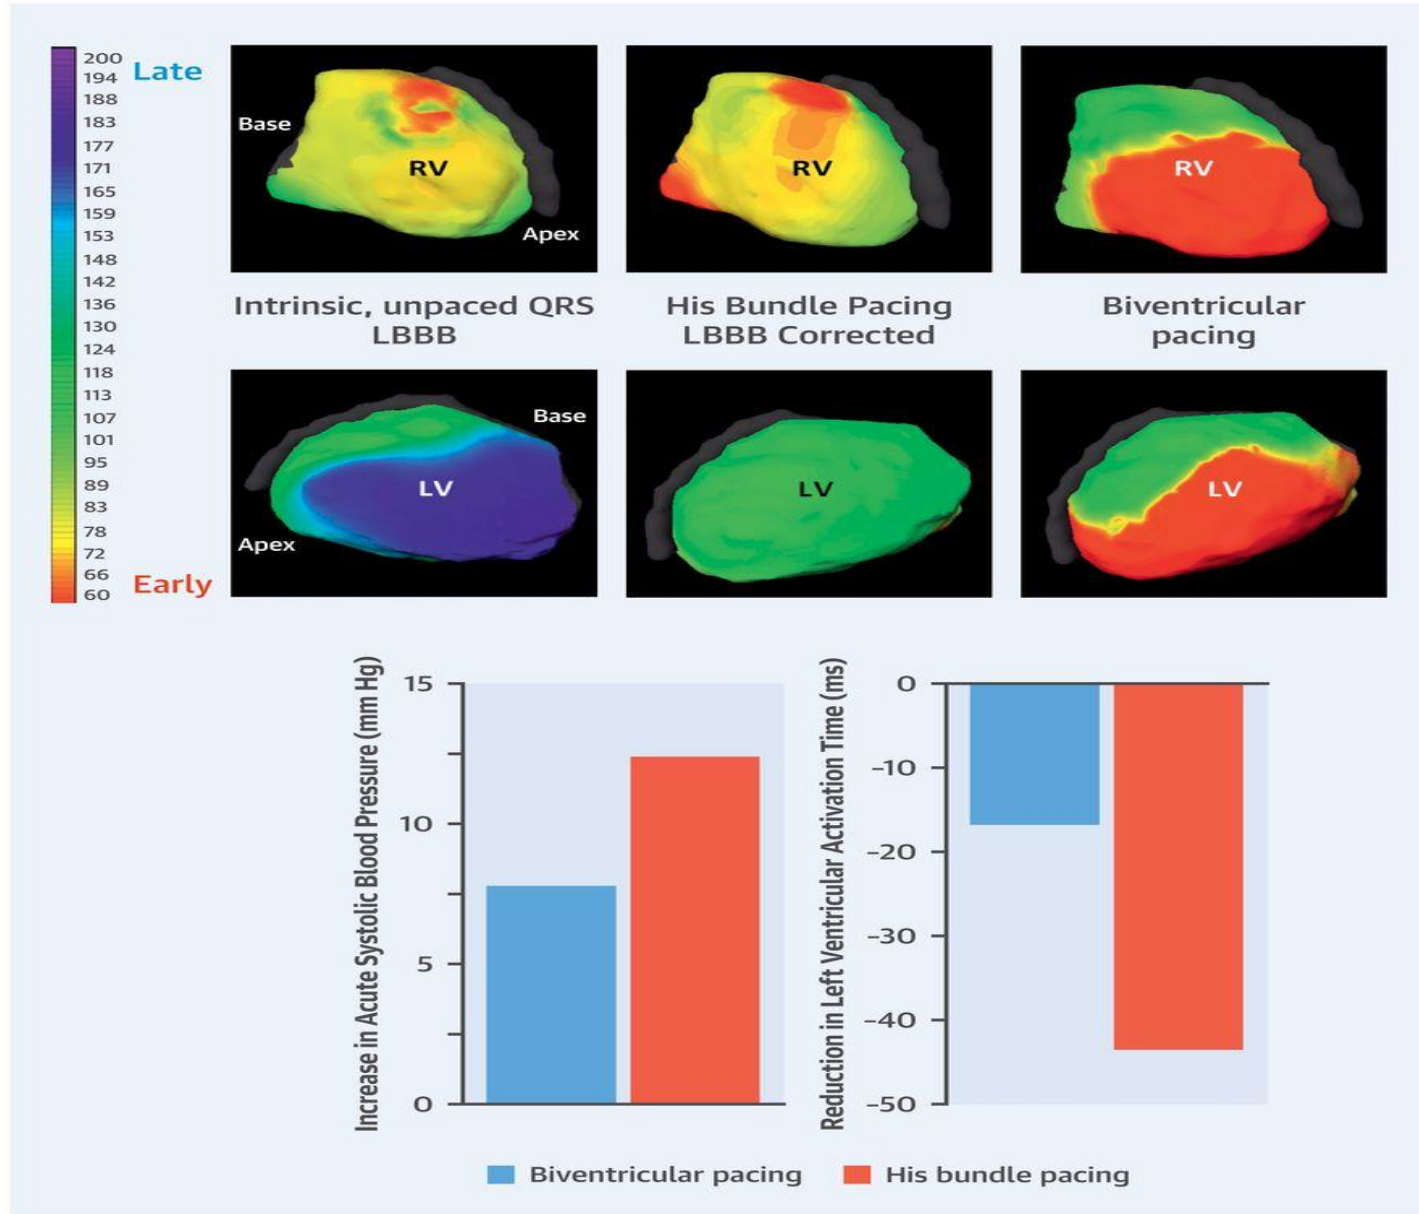 200
194
188
183
177
171
165
159
153
148
142
136
130
124
118
113
107
101
95
89
83
78
72
66
60
Late
Early
Base
RV
Apex
RV
RV
Intrinsic, unpaced QRS
LBBB
His Bundle Pacing
LBBB Corrected
Biventricular
pacing
Base
LV
Apex
LV
LV
Increase in Acute Systolic Blood Pressure (mm Hg)
15
10
5
0
Reduction in Left Ventricular Activation Time (ms)
0
–10
–20
–30
–40
–50
Biventricular pacing
His bundle pacing